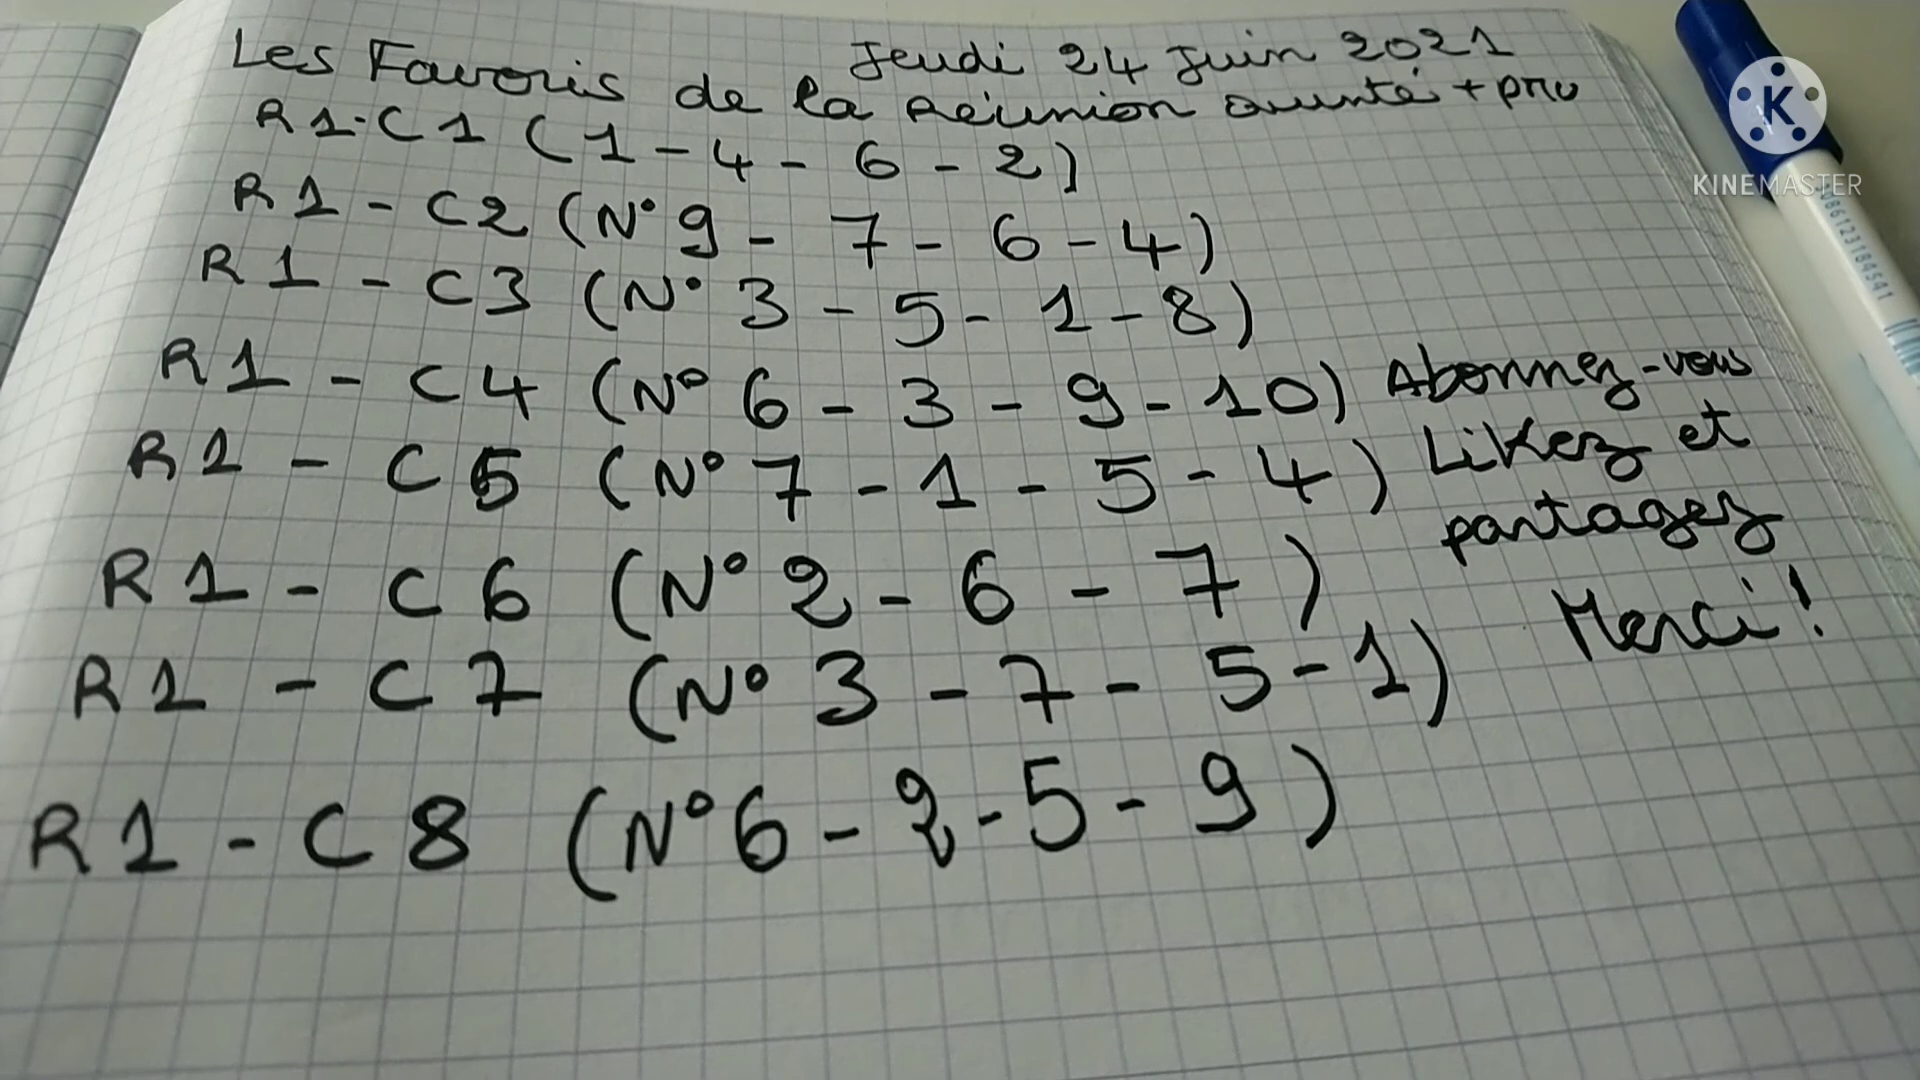 Jeudi 24 Juin 2021
Les Favoris de la Réunion quinté + pmu
R1-C1 (1-4-6-2)
R1-C2 (N° 9-7-6-4)
R1-C3 (N° 3-5-1-8)
R1-C4 (N° 6-3-9-10)
R1-C5 (N° 7-1-5-4)
R1-C6 (N° 2-6-7)
R1-C7 (N° 3-7-5-1)
R1-C8 (N° 6-2-5-9)
Abonnez-vous
Likez et
partagez
Merci!
K
KINEMASTER
086123184541